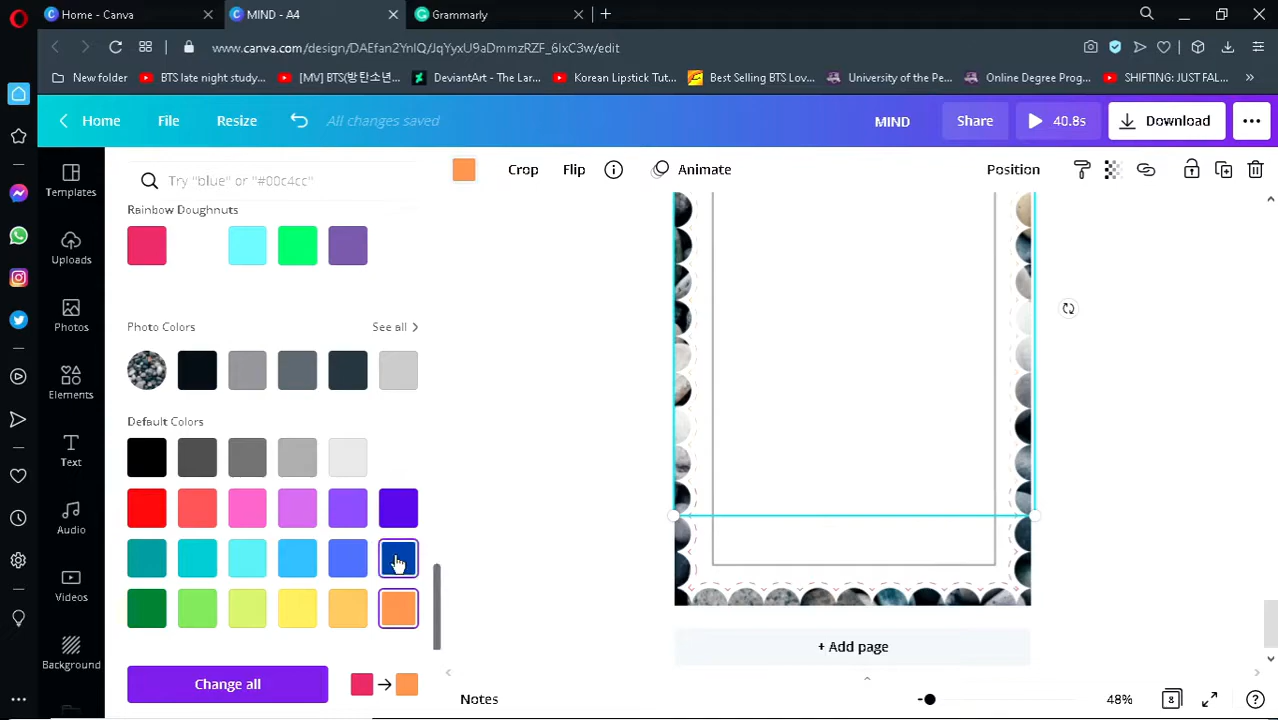 Home - Canva
MIND - A4
Grammarly
www.canva.com/design/DAEfan2YnIQ/JqYyxU9aDmmzRZF_6IxC3w/edit
New folder
BTS late night study...
[MV] BTS(방탄소년...
DeviantArt - The Lar...
Korean Lipstick Tut...
Best Selling BTS Lov...
University of the Pe...
Online Degree Prog...
SHIFTING: JUST FAL...
Home
File
Resize
All changes saved
MIND
Share
40.8s
Download
Templates
Uploads
Photos
Elements
Text
Audio
Videos
Background
Try "blue" or "#00c4cc"
Crop
Flip
Animate
Position
Rainbow Doughnuts
Photo Colors
See all
Default Colors
Change all
+ Add page
Notes
48%
8